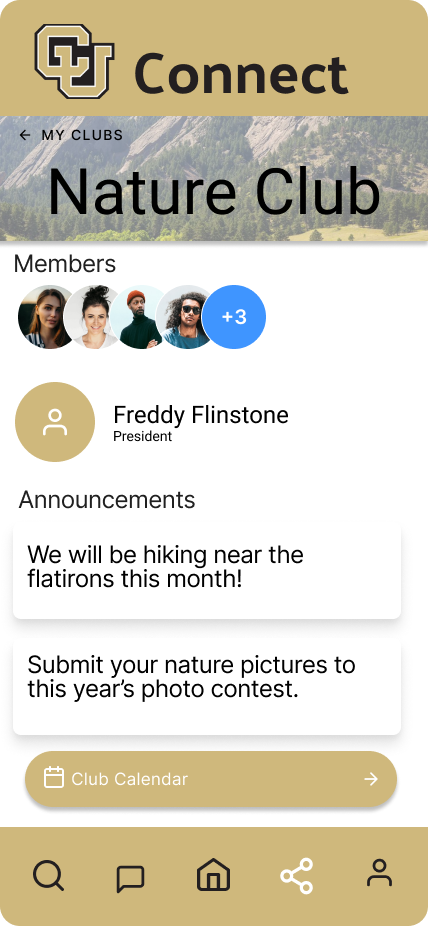 CU
Connect
MY CLUBS
Nature Club
Members
+3
Freddy Flinstone
President
Announcements
We will be hiking near the
flatirons this month!
Submit your nature pictures to
this year’s photo contest.
Club Calendar